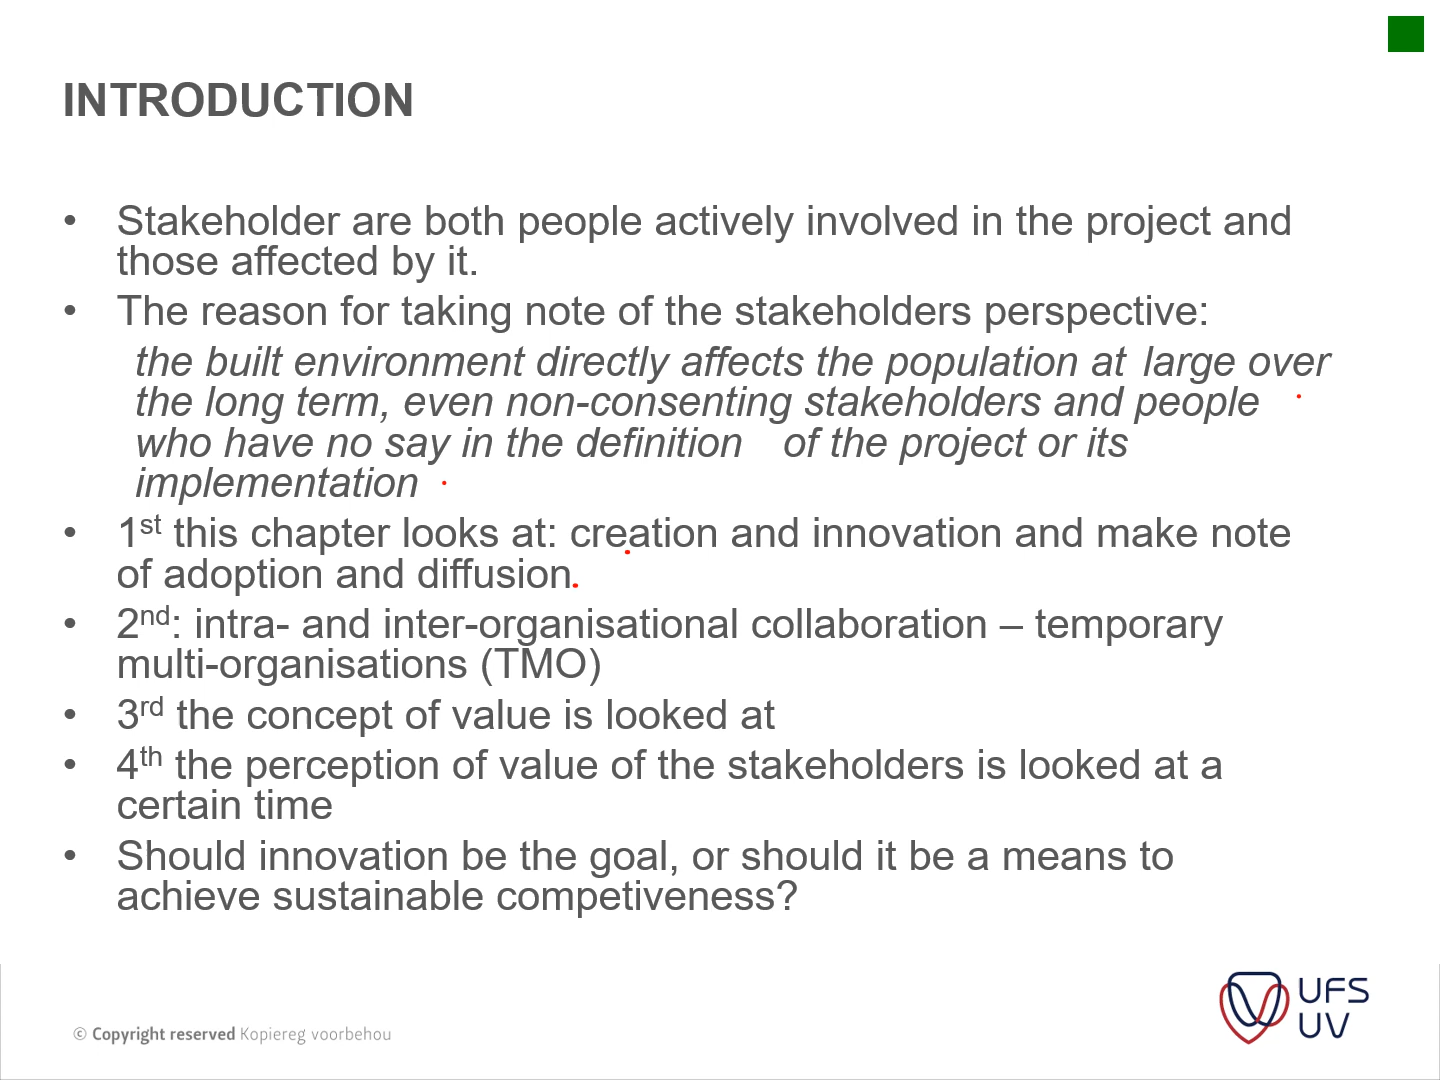 INTRODUCTION
• Stakeholder are both people actively involved in the project and
those affected by it.
• The reason for taking note of the stakeholders perspective:
the built environment directly affects the population at large over
the long term, even non-consenting stakeholders and people
who have no say in the definition of the project or its
implementation
• 1st this chapter looks at: creation and innovation and make note
of adoption and diffusion.
• 2nd: intra- and inter-organisational collaboration – temporary
multi-organisations (TMO)
• 3rd the concept of value is looked at
• 4th the perception of value of the stakeholders is looked at a
certain time
• Should innovation be the goal, or should it be a means to
achieve sustainable competiveness?
© Copyright reserved Kopiereg voorbehou
UFS
UV